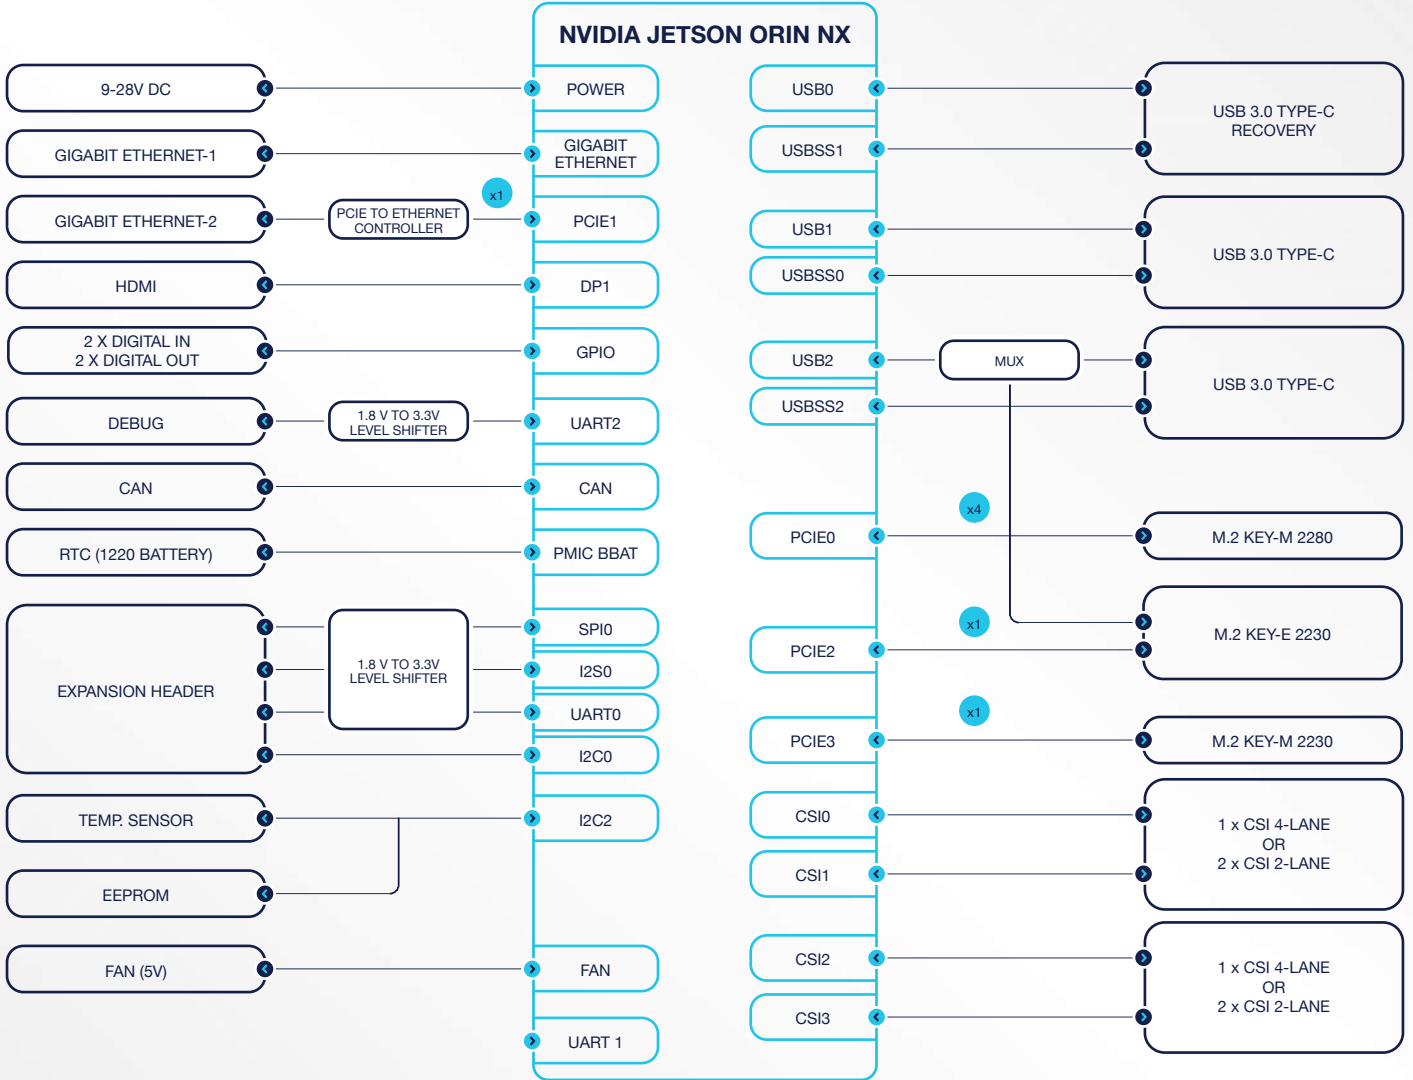 NVIDIA JETSON ORIN NX
9-28V DC
POWER
GIGABIT ETHERNET-1
GIGABIT
ETHERNET
GIGABIT ETHERNET-2
PCIE TO ETHERNET
CONTROLLER
x1
PCIE1
HDMI
DP1
2 X DIGITAL IN
2 X DIGITAL OUT
GPIO
DEBUG
1.8 V TO 3.3V
LEVEL SHIFTER
UART2
CAN
CAN
RTC (1220 BATTERY)
PMIC BBAT
EXPANSION HEADER
1.8 V TO 3.3V
LEVEL SHIFTER
SPI0
I2S0
UART0
I2C0
TEMP. SENSOR
I2C2
EEPROM
FAN (5V)
FAN
UART 1
USB0
USBSS1
USB 3.0 TYPE-C
RECOVERY
USB1
USBSS0
USB 3.0 TYPE-C
USB2
MUX
USBSS2
USB 3.0 TYPE-C
PCIE0
x4
M.2 KEY-M 2280
PCIE2
x1
M.2 KEY-E 2230
PCIE3
x1
M.2 KEY-M 2230
CSI0
CSI1
1 x CSI 4-LANE
OR
2 x CSI 2-LANE
CSI2
CSI3
1 x CSI 4-LANE
OR
2 x CSI 2-LANE